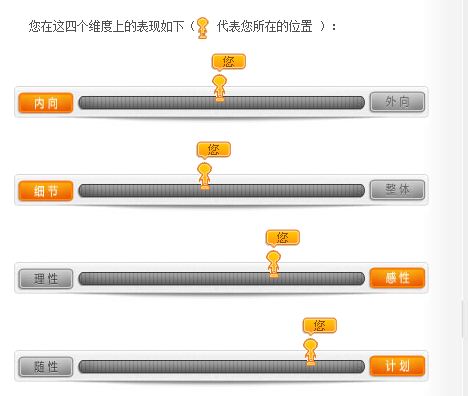 您在这四个维度上的表现如下（ 代表您所在的位置 ）：
您
内向 外向
您
细节 整体
您
理性 感性
您
随性 计划